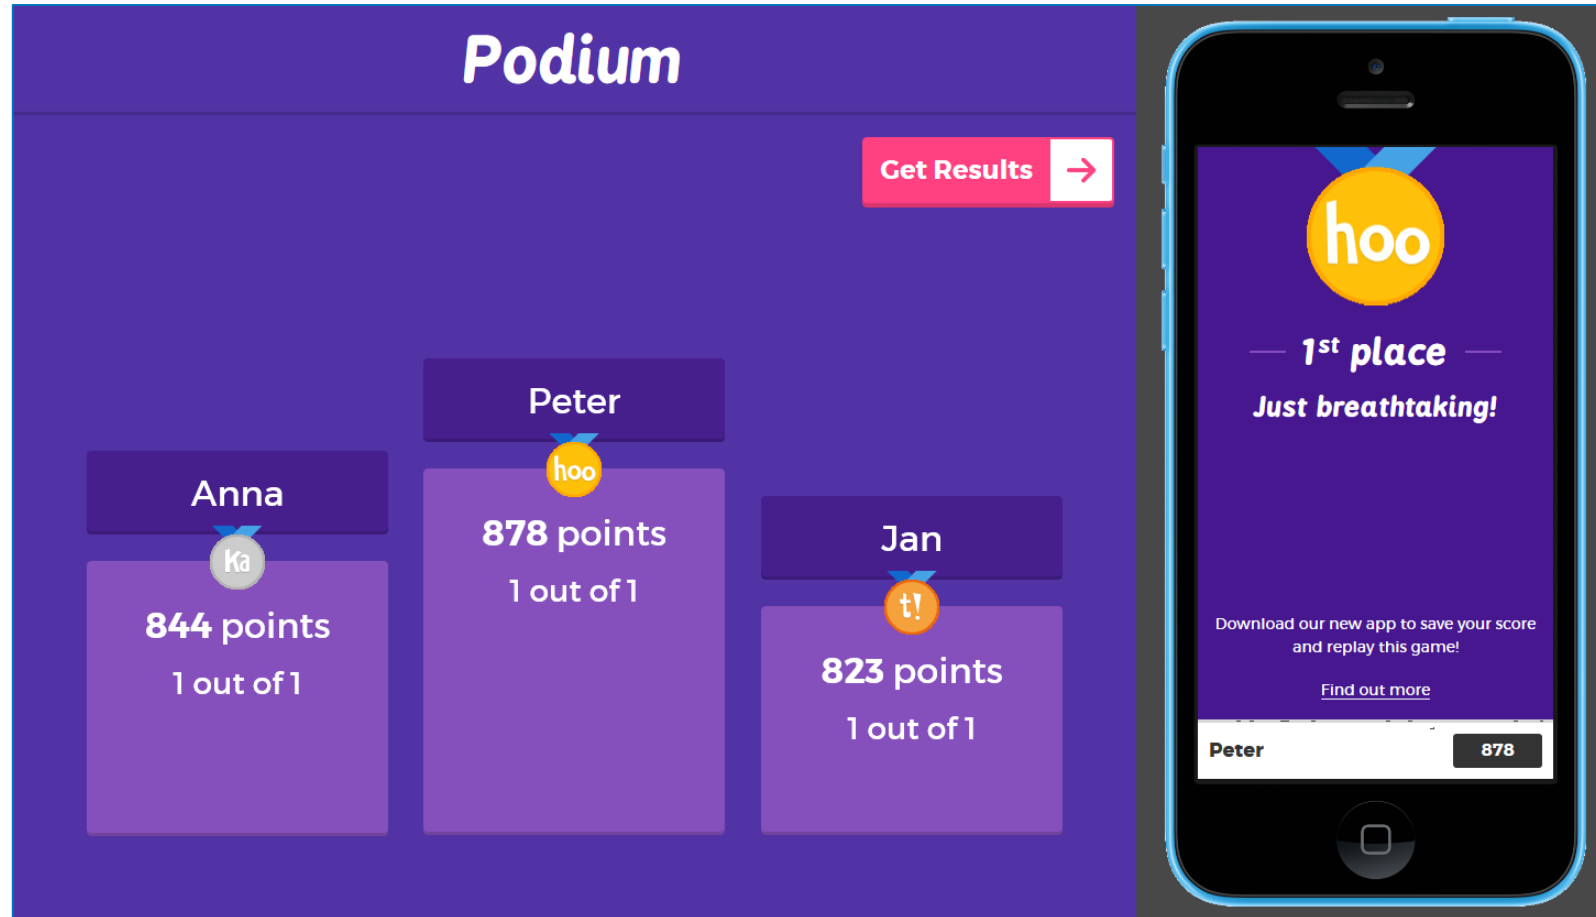 Podium
Get Results
Peter
hoo
878 points
1 out of 1
Anna
Ka
844 points
1 out of 1
Jan
t!
823 points
1 out of 1
hoo
1st place
Just breathtaking!
Download our new app to save your score
and replay this game!
Find out more
Peter 878